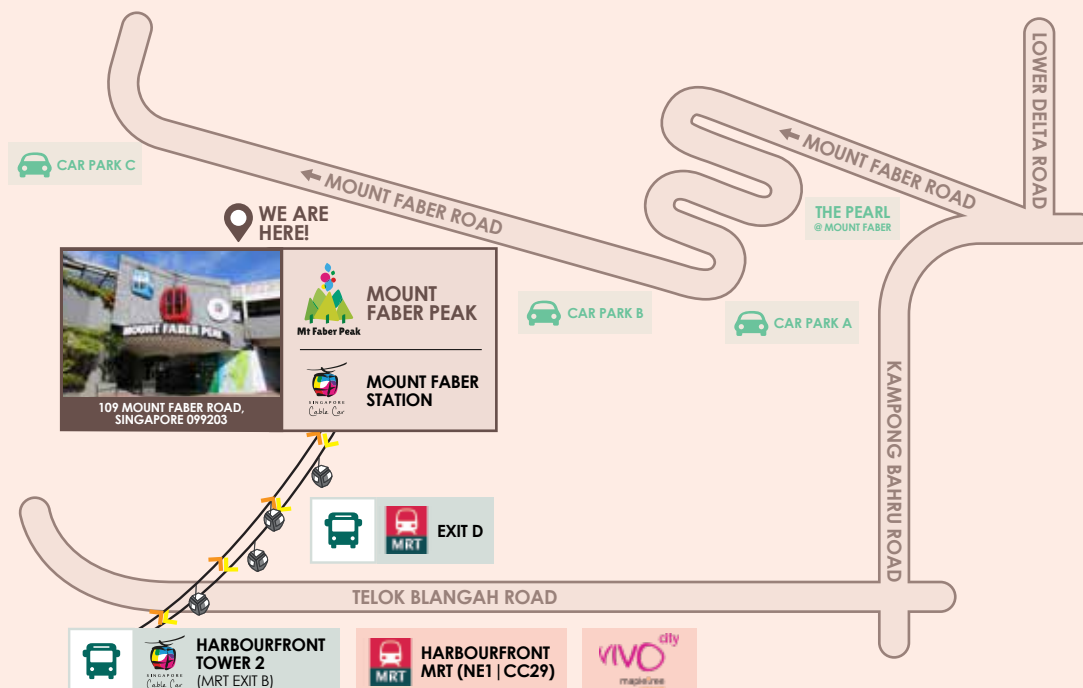 LOWER DELTA ROAD
MOUNT FABER ROAD
CAR PARK C
MOUNT FABER ROAD
WE ARE
HERE!
THE PEARL
@ MOUNT FABER
MOUNT FABER PEAK
109 MOUNT FABER ROAD,
SINGAPORE 099203
Mt Faber Peak
MOUNT
FABER PEAK
SINGAPORE
Cable Car
MOUNT FABER
STATION
CAR PARK B
CAR PARK A
KAMPONG BAHRU ROAD
MRT
EXIT D
TELOK BLANGAH ROAD
SINGAPORE
Cable Car
HARBOURFRONT
TOWER 2
(MRT EXIT B)
MRT
HARBOURFRONT
MRT (NE1|CC29)
VIVO
city
mapletree